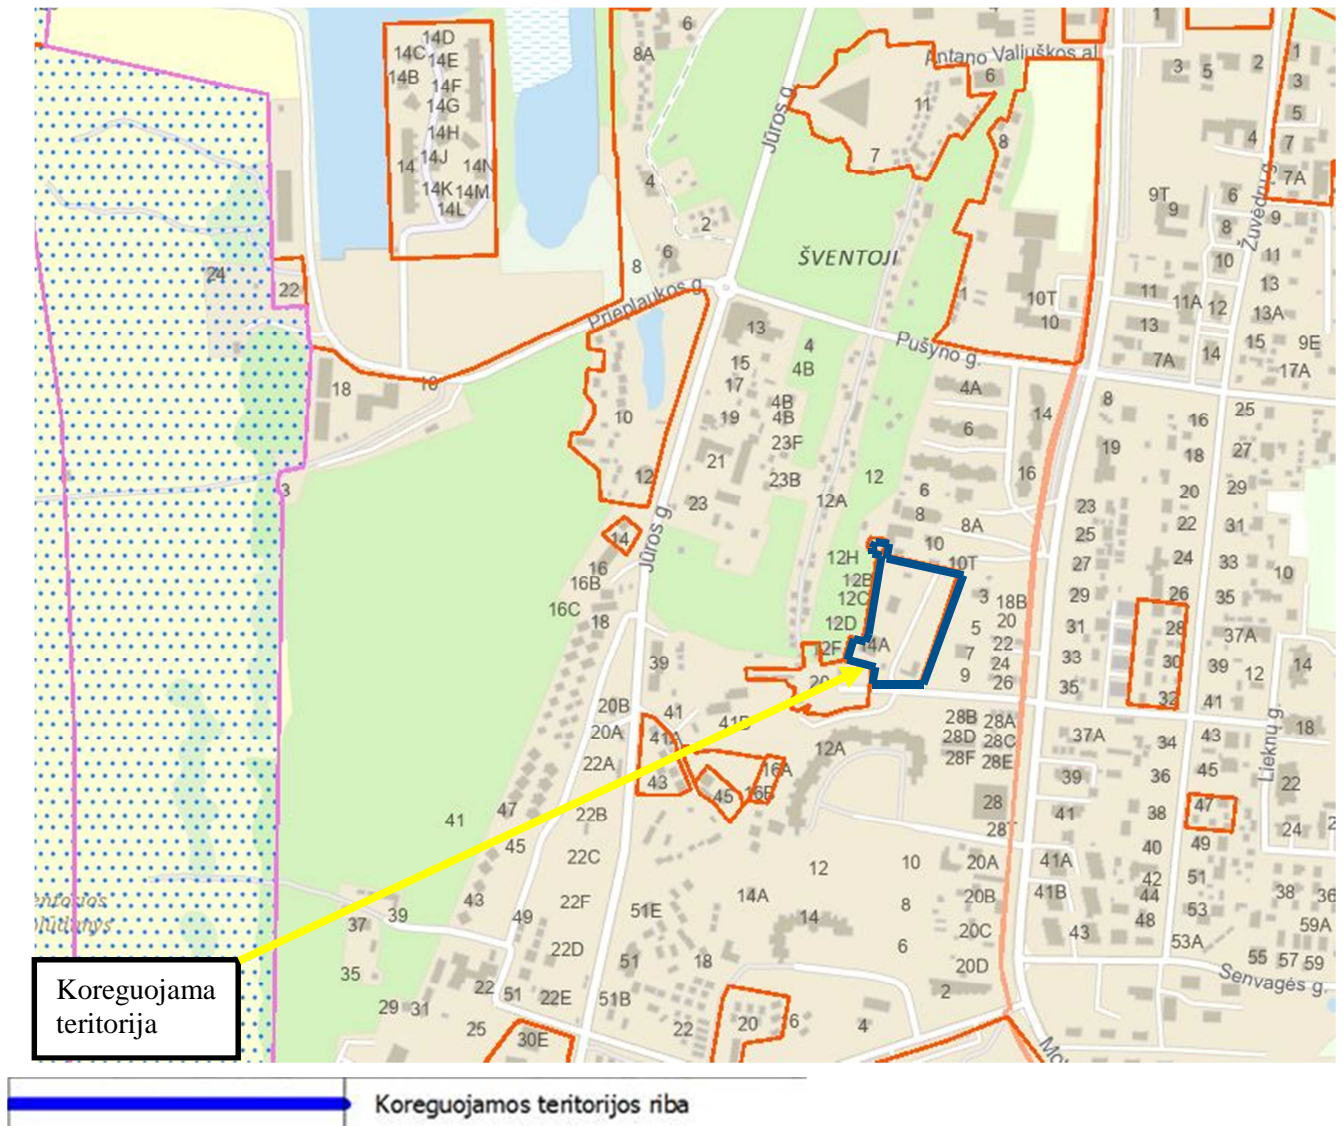 14D
14C
14E
14B
14F
14G
14H
14J
14
14N
14K
14M
14L
24
22
18
18
3
8A
6
4
2
6
8
Prieplaukos g.
Jūros g.
ŠVENTOJI
Antano Valiuškos al.
6
11
7
8
1
10T
10
Pušyno g.
1
3
5
2
4
1
3
5
7
7A
9T
9
6
8
9
Žuvėdrų g.
10
11
11
11A
12
13
13
13A
7A
14
15
9E
17A
13
15
17
19
21
23
4
4B
4B
4B
23F
23B
10
12
14
Jūros g.
16
16B
16C
18
12A
12
4A
6
14
16
6
8
8A
10
10T
12H
12B
12C
12D
12F
14A
20
3
18B
5
20
7
22
24
9
26
8
19
23
25
27
29
31
33
35
16
18
20
22
24
26
28
30
32
25
27
29
31
33
10
35
37A
39
12
14
41
18
39
20B
20A
22A
41
41A
41B
43
45
16A
16B
12A
28B
28A
28D
28C
28F
28E
28
28T
37A
39
41
41A
41B
43
34
36
38
40
42
44
48
43
45
47
49
51
53
53A
Lieknų g.
22
24
38
36
59A
55
57
59
Senvagės g.
41
47
45
43
22B
22C
22F
49
22D
51E
51
22
51
22E
51B
25
30E
18
22
20
6
4
12
10
14A
8
14
6
20A
20B
20C
20D
2
37
39
35
29
31
Koreguojama
teritorija
Koreguojamos teritorijos riba